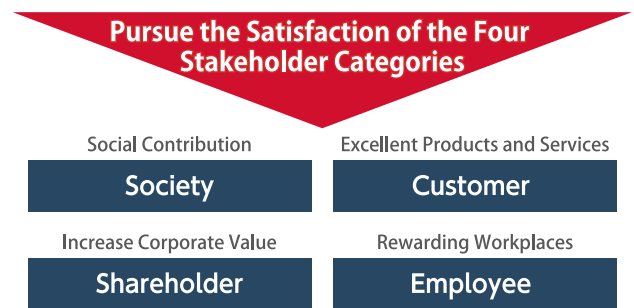 Pursue the Satisfaction of the Four
Stakeholder Categories
Social Contribution
Society
Excellent Products and Services
Customer
Increase Corporate Value
Shareholder
Rewarding Workplaces
Employee